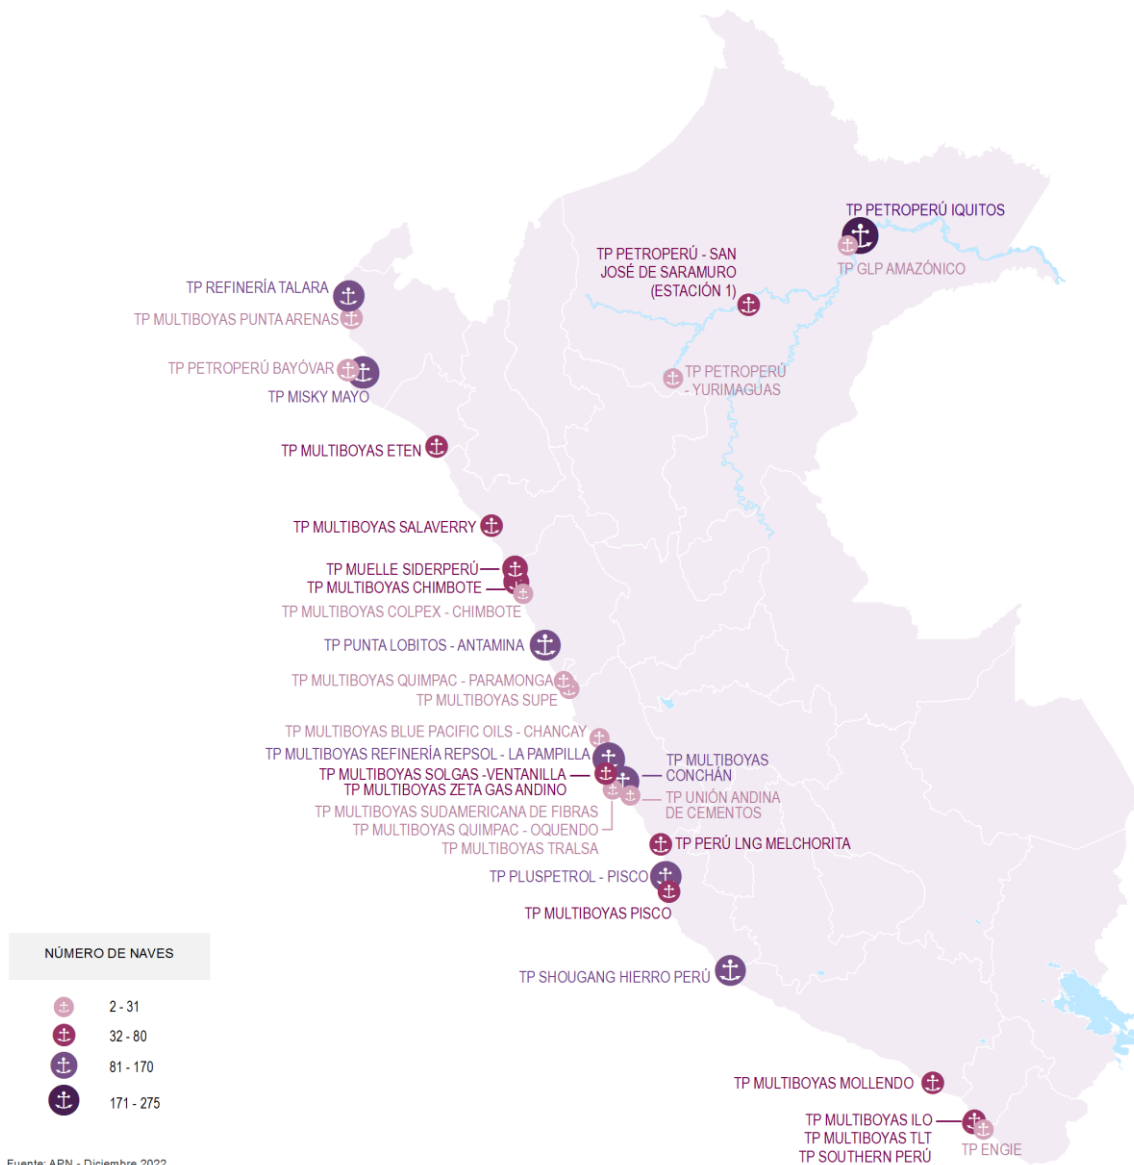 TP PETROPERÚ IQUITOS
TP GLP AMAZÓNICO
TP PETROPERÚ - SAN
JOSÉ DE SARAMURO
(ESTACIÓN 1)
TP REFINERÍA TALARA
TP MULTIBOYAS PUNTA ARENAS
TP PETROPERÚ BAYÓVAR
TP MISKY MAYO
TP PETROPERÚ
- YURIMAGUAS
TP MULTIBOYAS ETEN
TP MULTIBOYAS SALAVERRY
TP MUELLE SIDERPERÚ
TP MULTIBOYAS CHIMBOTE
TP MULTIBOYAS COLPEX - CHIMBOTE
TP PUNTA LOBITOS - ANTAMINA
TP MULTIBOYAS QUIMPAC - PARAMONGA
TP MULTIBOYAS SUPE
TP MULTIBOYAS BLUE PACIFIC OILS - CHANCAY
TP MULTIBOYAS REFINERÍA REPSOL - LA PAMPILLA
TP MULTIBOYAS SOLGAS -VENTANILLA
TP MULTIBOYAS ZETA GAS ANDINO
TP MULTIBOYAS SUDAMERICANA DE FIBRAS
TP MULTIBOYAS QUIMPAC - OQUENDO
TP MULTIBOYAS TRALSA
TP MULTIBOYAS
CONCHÁN
TP UNIÓN ANDINA
DE CEMENTOS
TP PERÚ LNG MELCHORITA
TP PLUSPETROL - PISCO
TP MULTIBOYAS PISCO
TP SHOUGANG HIERRO PERÚ
TP MULTIBOYAS MOLLENDO
TP MULTIBOYAS ILO
TP MULTIBOYAS TLT
TP SOUTHERN PERÚ
TP ENGIE
NÚMERO DE NAVES
2 - 31
32 - 80
81 - 170
171 - 275
Fuente: APN - Diciembre 2022